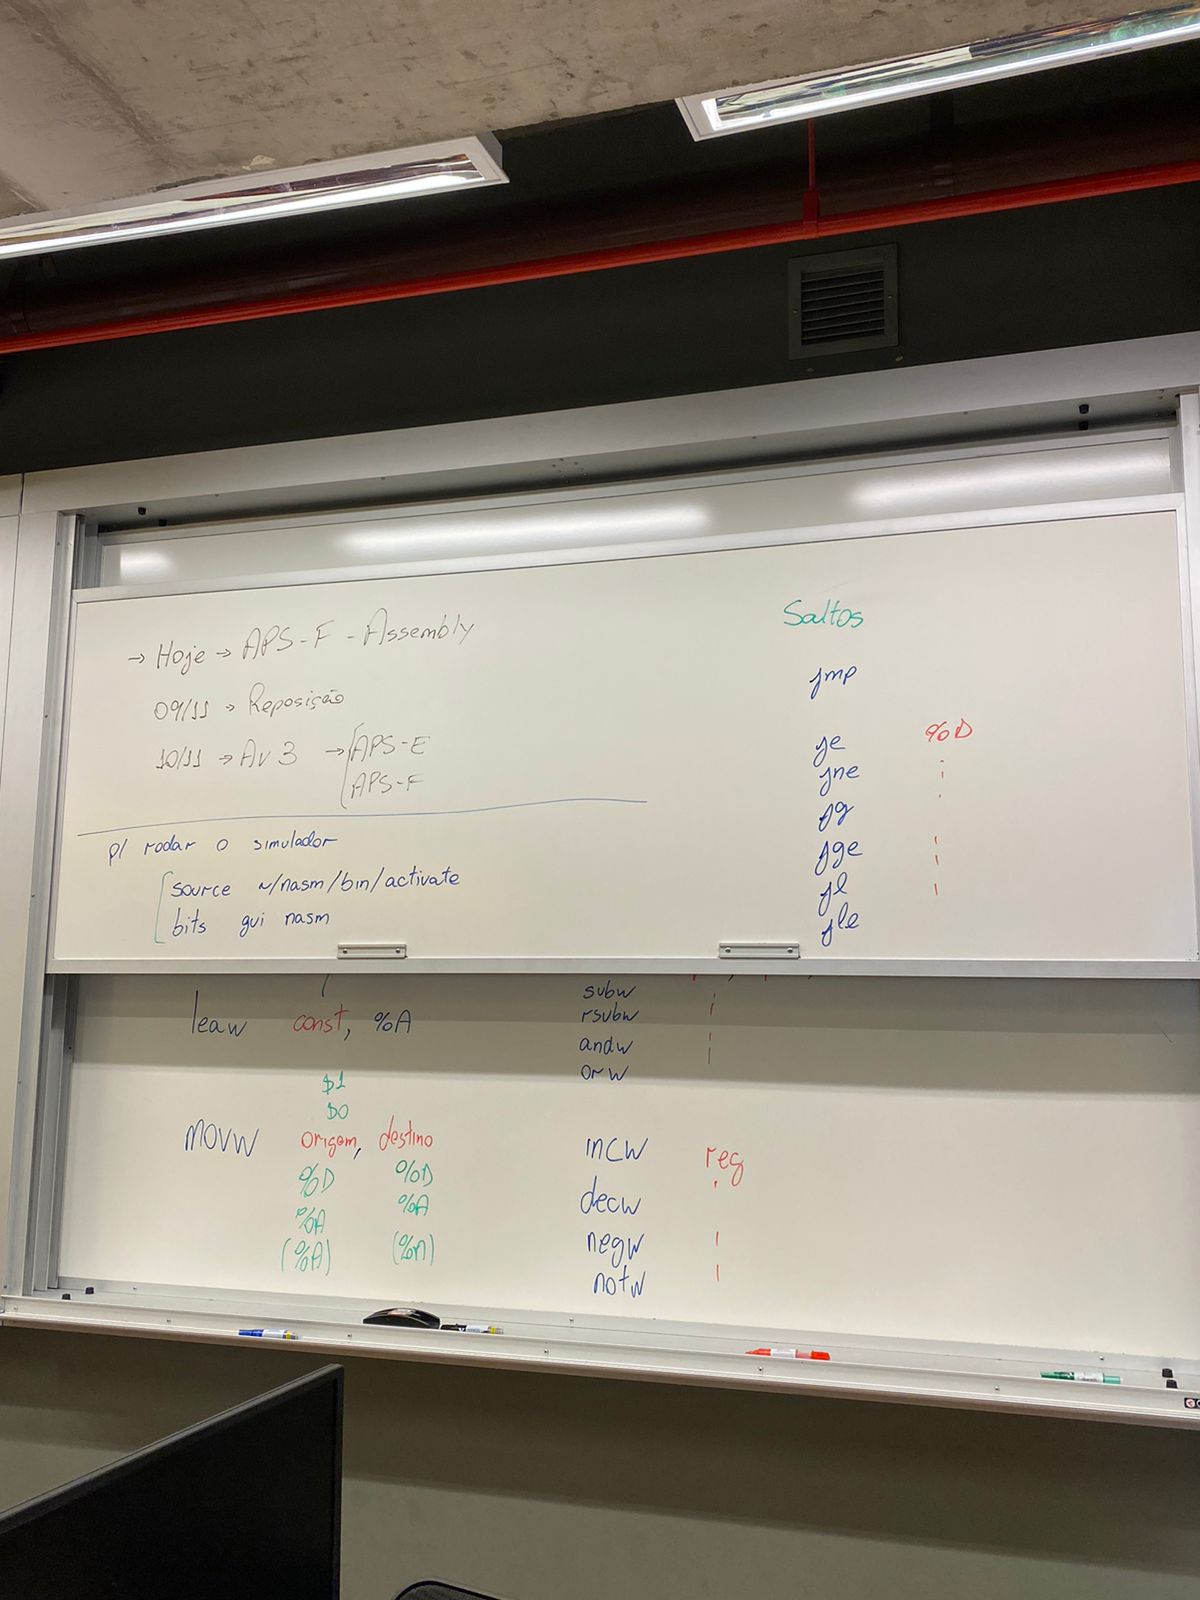 → Hoje → APS-F - Assembly
09/11 → Reposição
10/11 → Av 3 → APS-E
APS-F
p/ rodar o simulador
source ~/nasm/bin/activate
bits gui nasm
Saltos
jmp
je %D
jne
jg
jge
jl
jle
leaw const, %A
$1
$0
movw origem, destino
%D %D
%A %A
(%A) (%A)
subw
rsubw
andw
orw
incw reg
decw
negw
notw